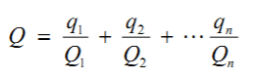 Q = q₁/Q₁ + q₂/Q₂ + ⋯ qₙ/Qₙ